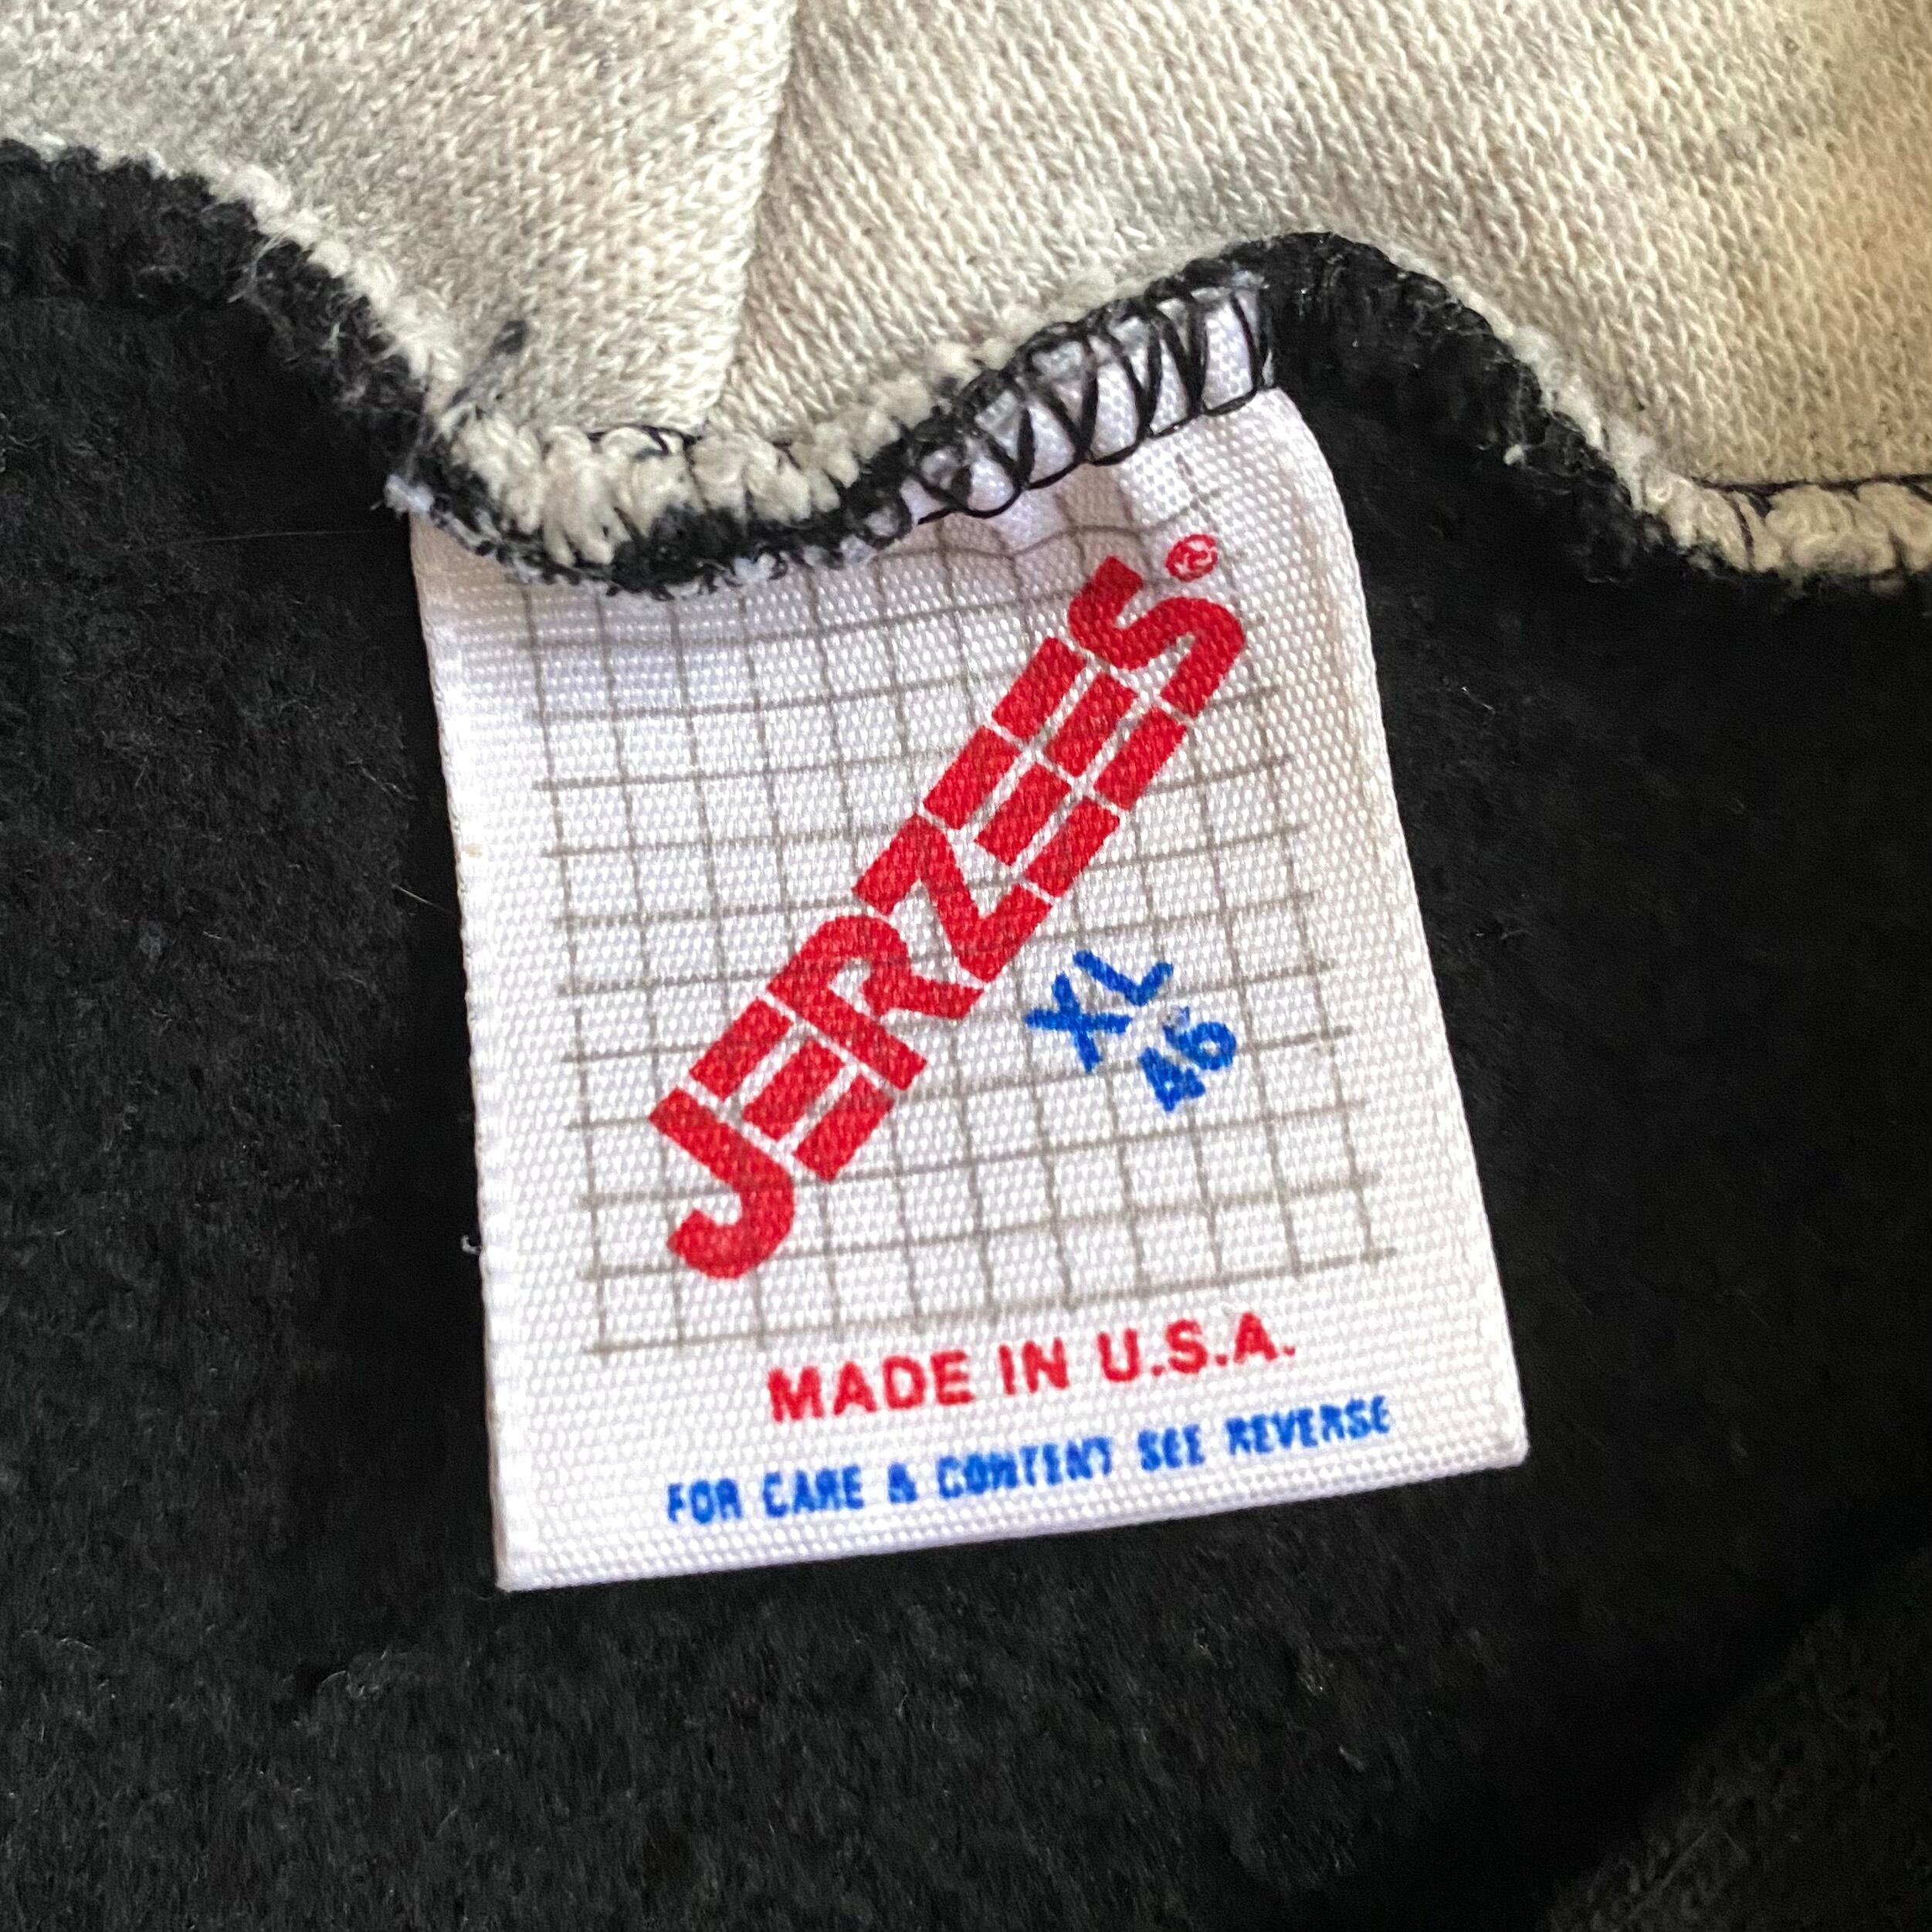 JERZEES®
XL
46
MADE IN U.S.A.
FOR CARE & CONTENT SEE REVERSE